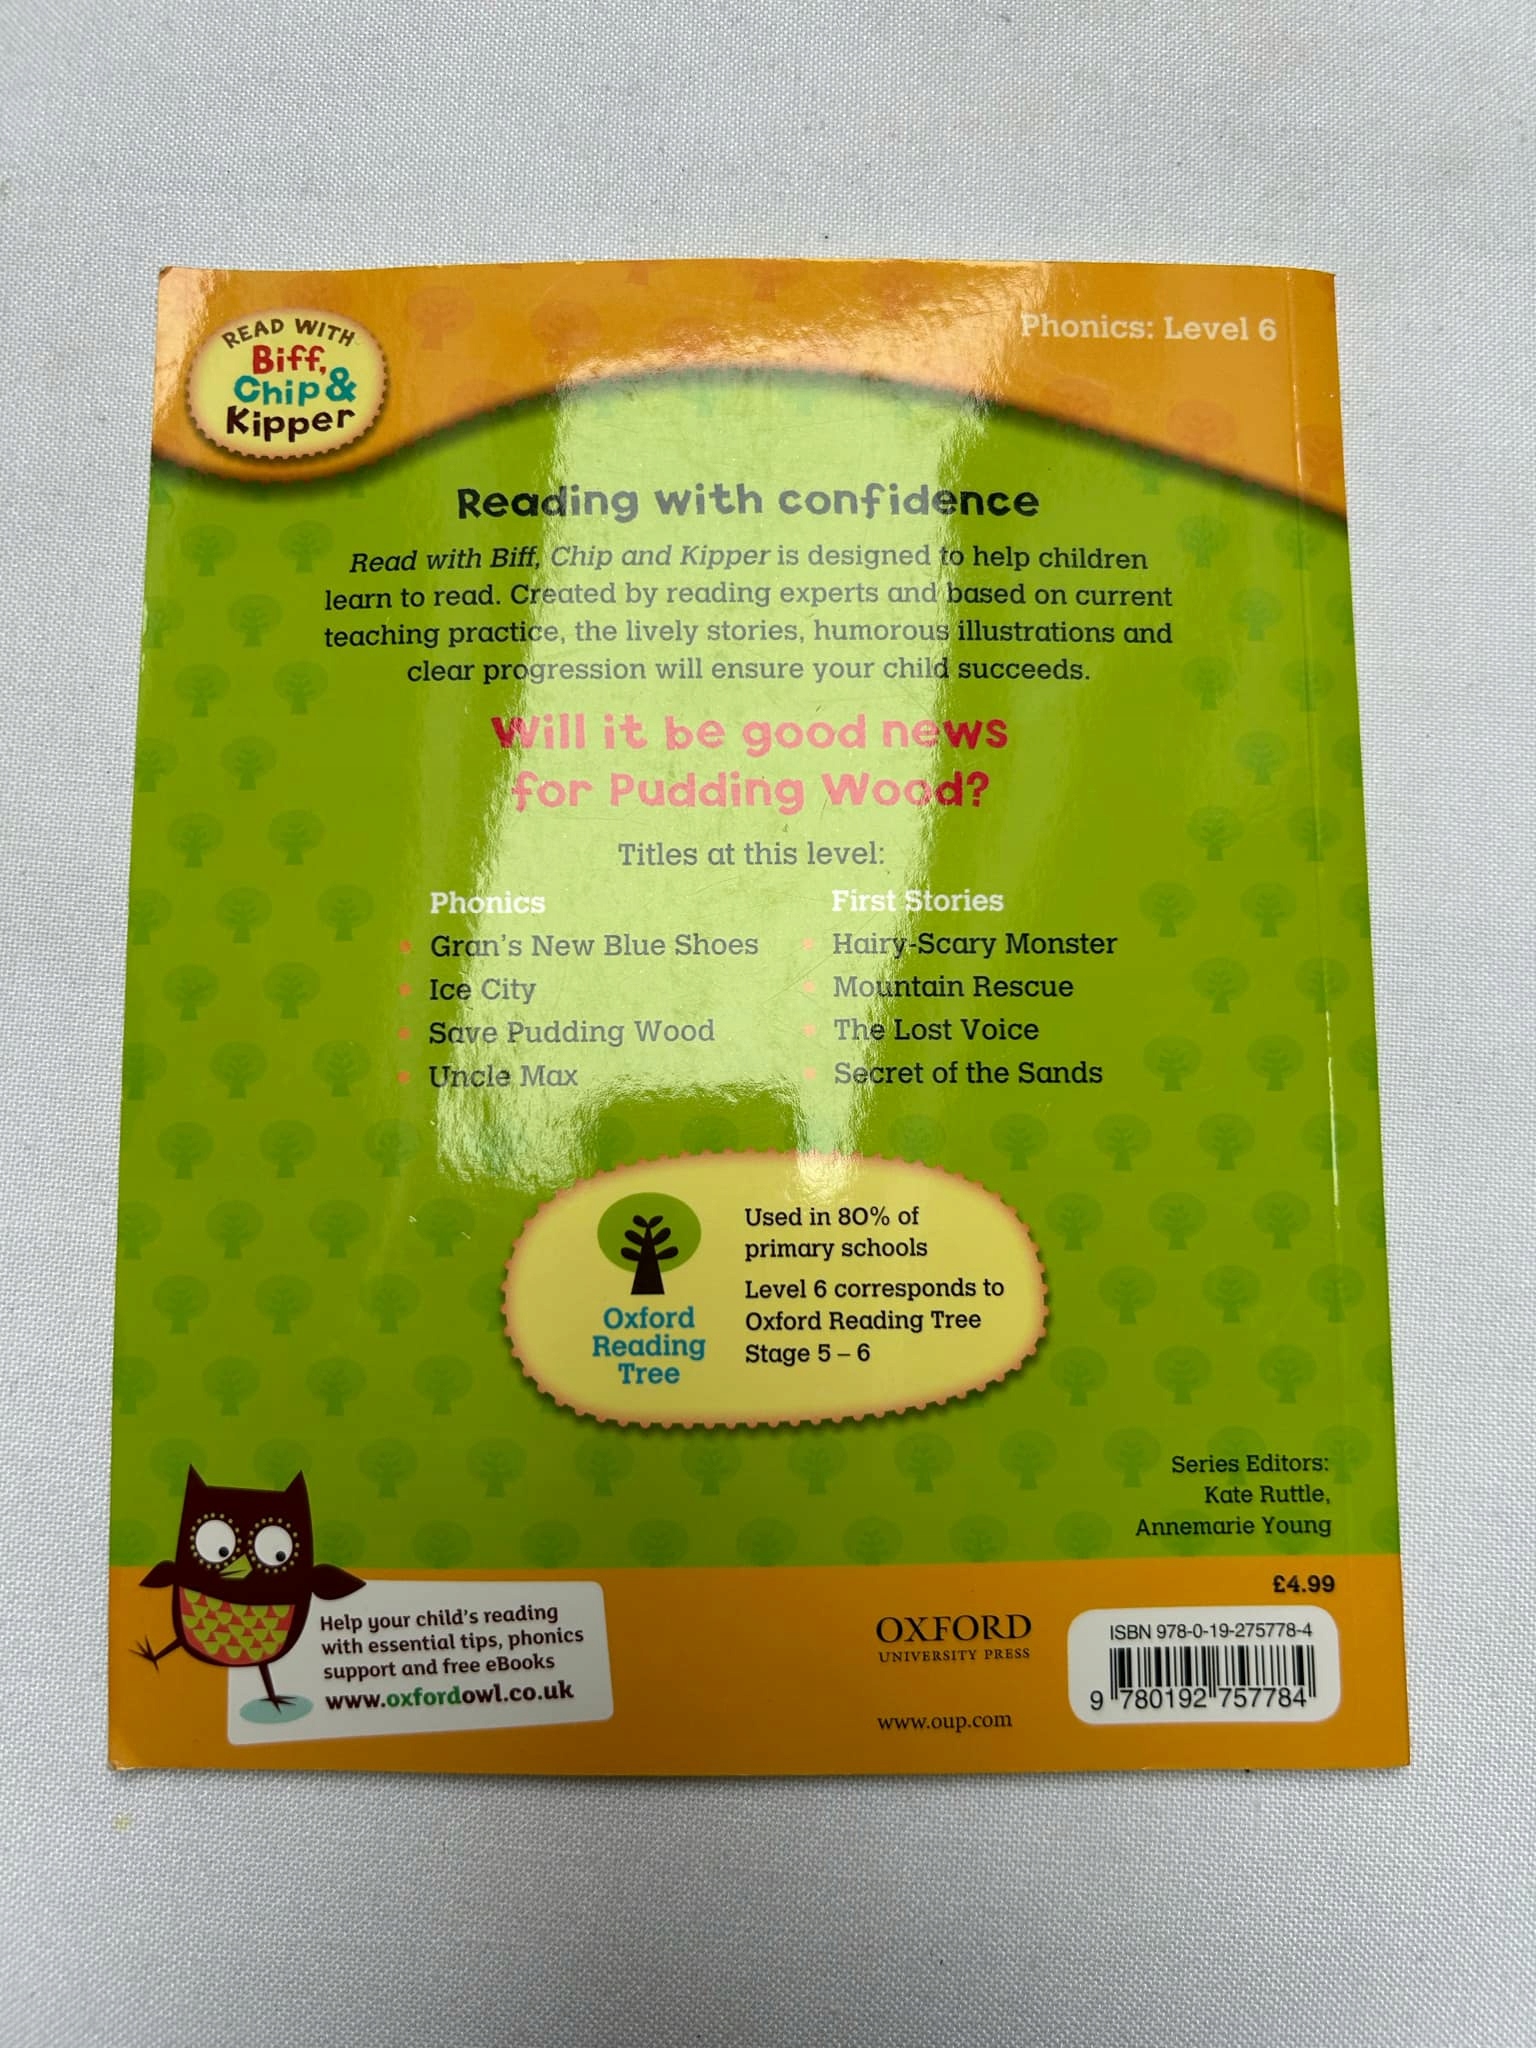 READ WITH
Biff,
Chip &
Kipper
Phonics: Level 6
Reading with confidence
Read with Biff, Chip and Kipper is designed to help children
learn to read. Created by reading experts and based on current
teaching practice, the lively stories, humorous illustrations and
clear progression will ensure your child succeeds.
Will it be good news
for Pudding Wood?
Titles at this level:
Phonics
• Gran's New Blue Shoes
• Ice City
• Save Pudding Wood
• Uncle Max
First Stories
• Hairy-Scary Monster
• Mountain Rescue
• The Lost Voice
• Secret of the Sands
Oxford
Reading
Tree
Used in 80% of
primary schools
Level 6 corresponds to
Oxford Reading Tree
Stage 5 – 6
Series Editors:
Kate Ruttle,
Annemarie Young
£4.99
Help your child's reading
with essential tips, phonics
support and free eBooks
www.oxfordowl.co.uk
OXFORD
UNIVERSITY PRESS
www.oup.com
ISBN 978-0-19-275778-4
9 780192 757784